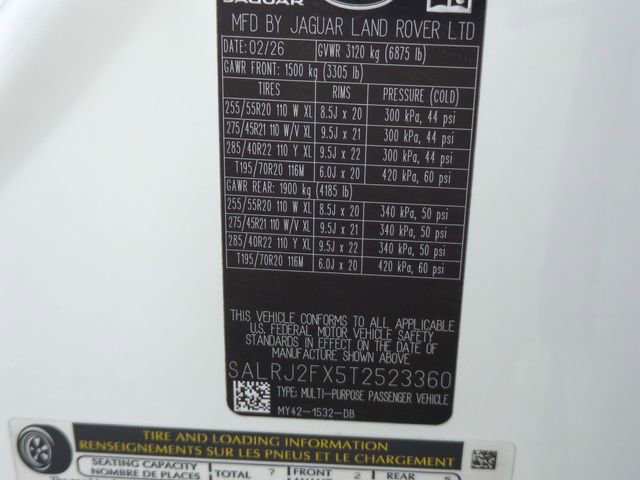 JAGUAR
MFD BY JAGUAR LAND ROVER LTD
DATE: 02/26 GVWR 3120 kg (6875 lb)
GAWR FRONT: 1500 kg (3305 lb)
TIRES RIMS PRESSURE (COLD)
255/55R20 110 W XL 8.5J x 20 300 kPa, 44 psi
275/45R21 110 W/V XL 9.5J x 21 300 kPa, 44 psi
285/40R22 110 Y XL 9.5J x 22 300 kPa, 44 psi
T195/70R20 116M 6.0J x 20 420 kPa, 60 psi
GAWR REAR: 1900 kg (4185 lb)
255/55R20 110 W XL 8.5J x 20 340 kPa, 50 psi
275/45R21 110 W/V XL 9.5J x 21 340 kPa, 50 psi
285/40R22 110 Y XL 9.5J x 22 340 kPa, 50 psi
T195/70R20 116M 6.0J x 20 420 kPa, 60 psi
THIS VEHICLE CONFORMS TO ALL APPLICABLE
U.S. FEDERAL MOTOR VEHICLE SAFETY
STANDARDS IN EFFECT ON THE DATE OF
MANUFACTURE SHOWN ABOVE
SALRJ2FX5T2523360
TYPE: MULTI-PURPOSE PASSENGER VEHICLE
MY42-1532-DB
TIRE AND LOADING INFORMATION
RENSEIGNEMENTS SUR LES PNEUS ET LE CHARGEMENT
SEATING CAPACITY TOTAL 7 FRONT 2 REAR 5
NOMBRE DE PLACES